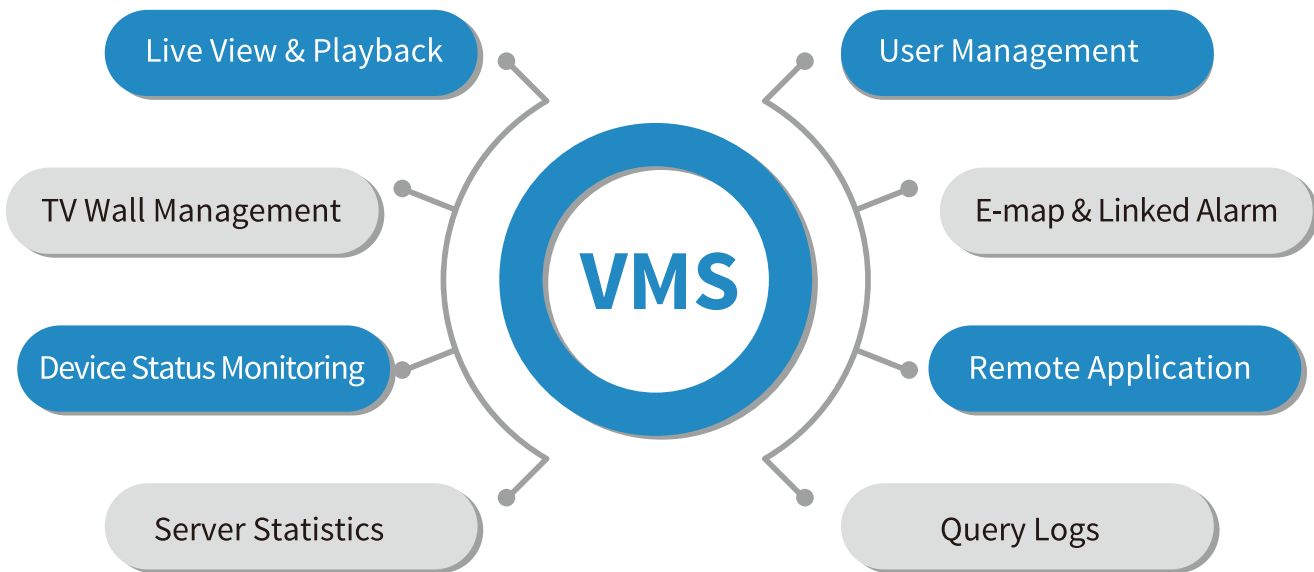 Live View & Playback
User Management
TV Wall Management
E-map & Linked Alarm
VMS
Device Status Monitoring
Remote Application
Server Statistics
Query Logs